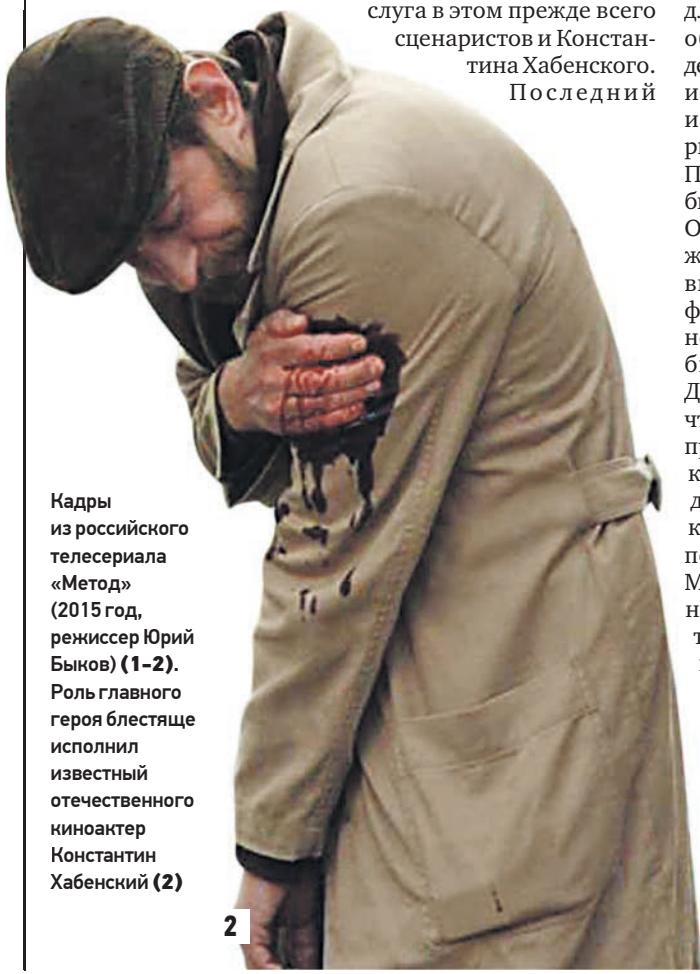 слуга в этом прежде всего
сценаристов и Констан-
тина Хабенского.
Последний
Кадры
из российского
телесериала
«Метод»
(2015 год,
режиссер Юрий
Быков) (1–2).
Роль главного
героя блестяще
исполнил
известный
отечественного
киноактер
Константин
Хабенский (2)
2